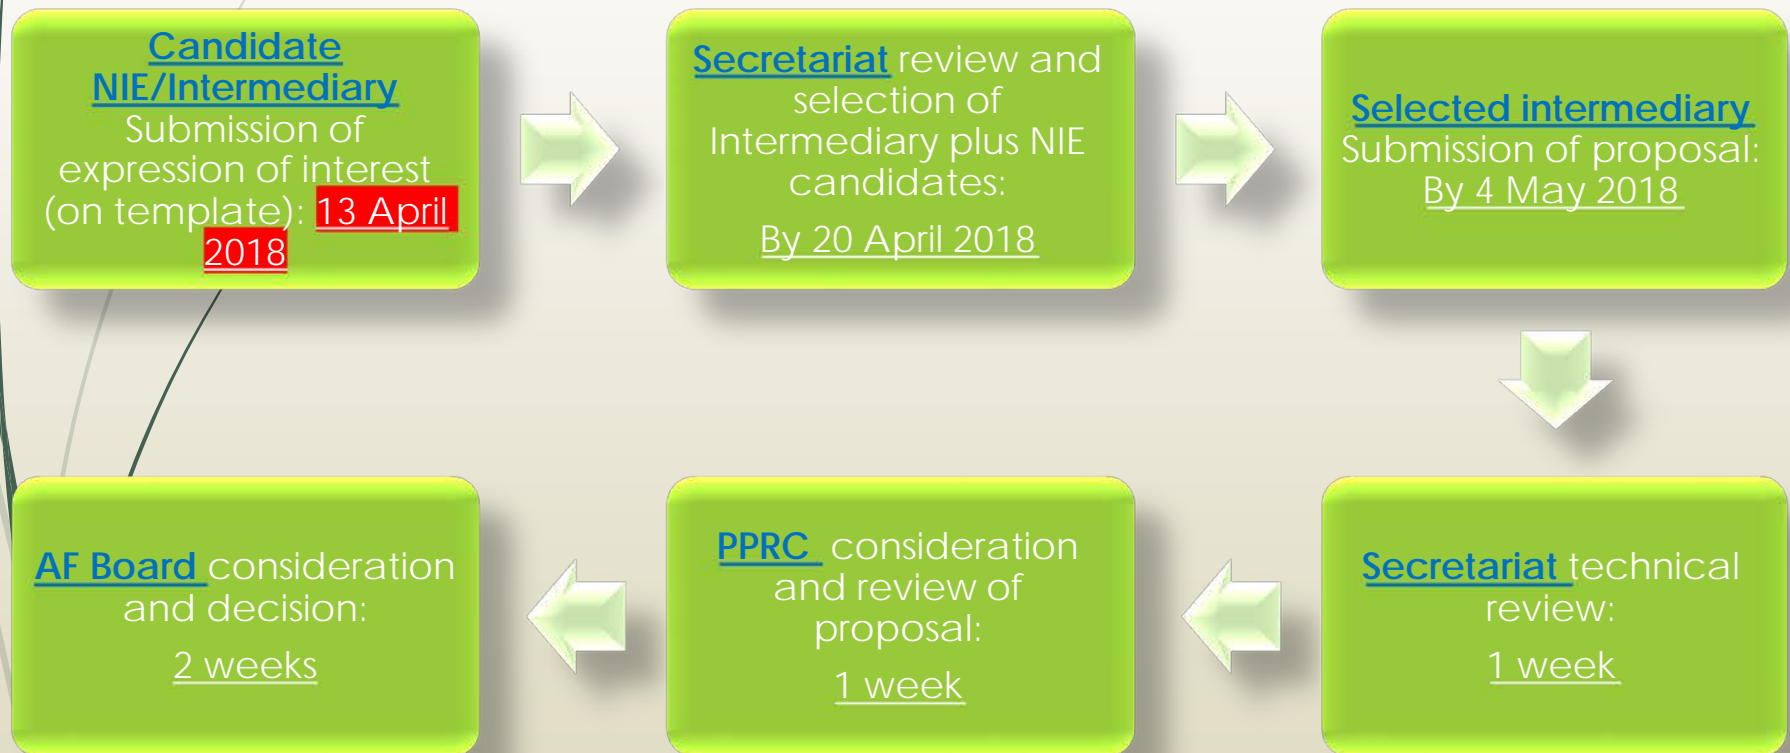 Candidate
NIE/Intermediary
Submission of
expression of interest
(on template): 13 April
2018
Secretariat review and
selection of
Intermediary plus NIE
candidates:
By 20 April 2018
Selected intermediary
Submission of proposal:
By 4 May 2018
Secretariat technical
review:
1 week
PPRC consideration
and review of
proposal:
1 week
AF Board consideration
and decision:
2 weeks